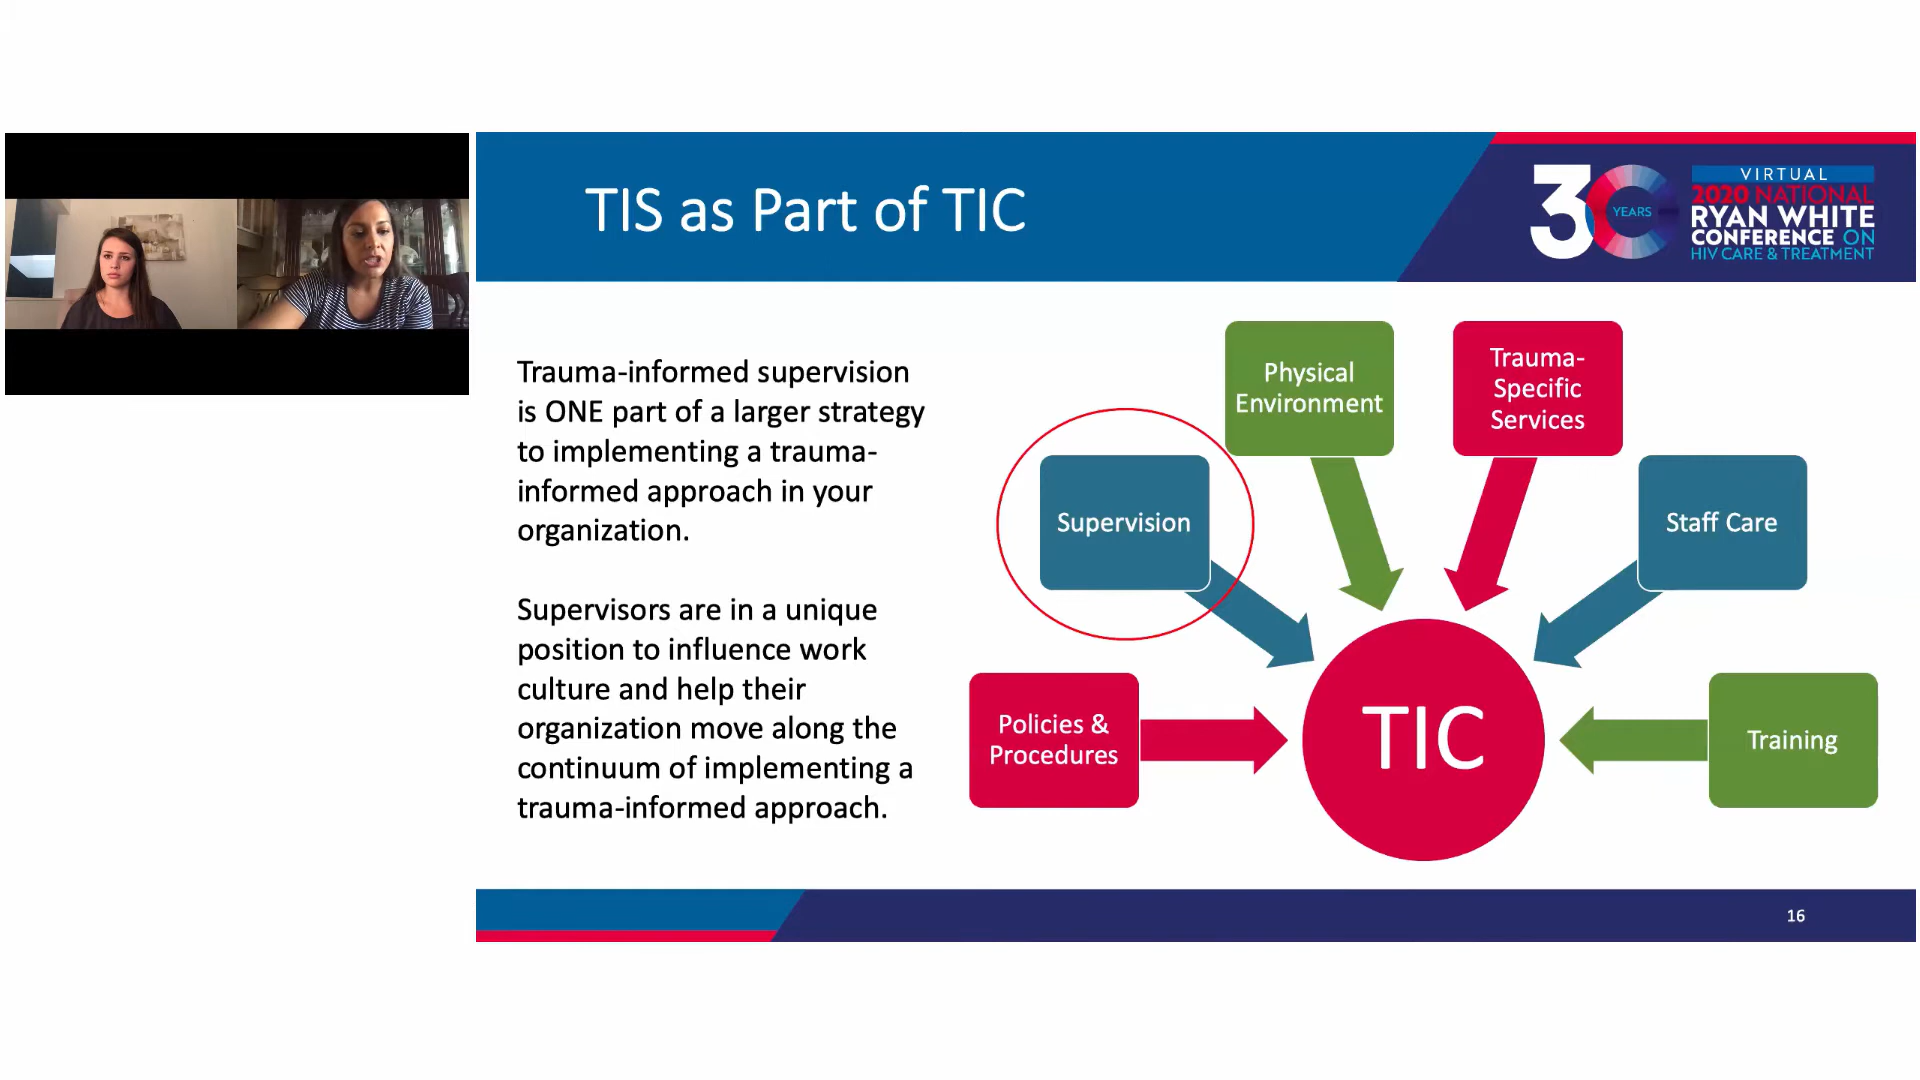 TIS as Part of TIC
30
YEARS
VIRTUAL
2020 NATIONAL
RYAN WHITE
CONFERENCE ON
HIV CARE & TREATMENT
Trauma-informed supervision
is ONE part of a larger strategy
to implementing a trauma-
informed approach in your
organization.
Supervisors are in a unique
position to influence work
culture and help their
organization move along the
continuum of implementing a
trauma-informed approach.
Policies &
Procedures
Supervision
Physical
Environment
Trauma-
Specific
Services
Staff Care
Training
TIC
16